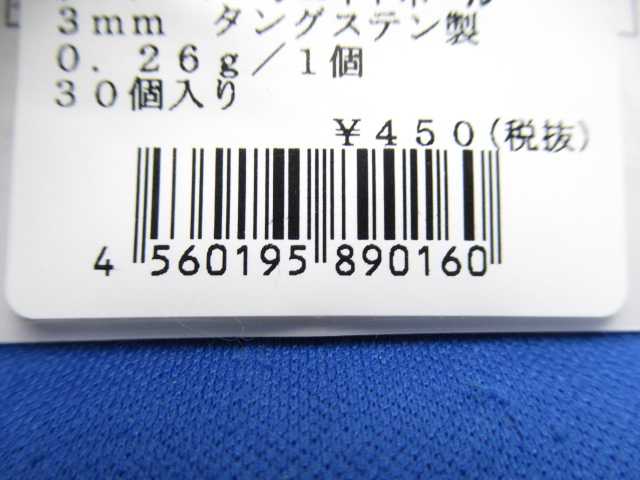 3mm タングステン製
0.26g/1個
30個入り
¥450(税抜)
4 560195 890160